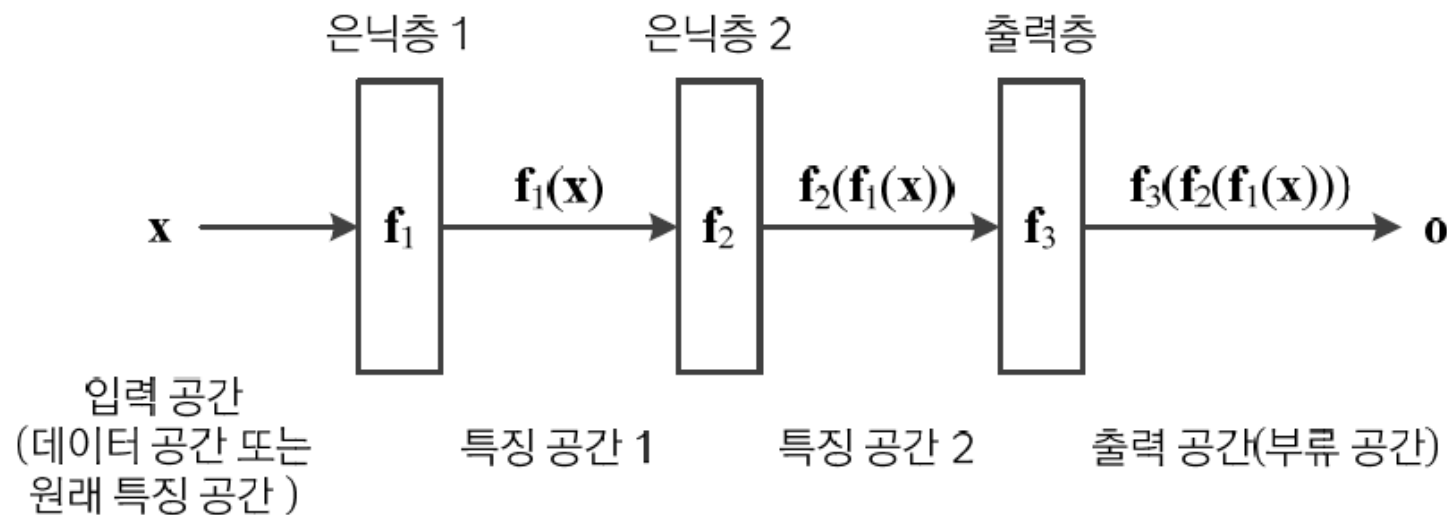 은닉층 1
은닉층 2
출력층
x
f₁
f₁(x)
f₂
f₂(f₁(x))
f₃
f₃(f₂(f₁(x)))
o
입력 공간
(데이터 공간 또는
원래 특징 공간 )
특징 공간 1
특징 공간 2
출력 공간(부류 공간)